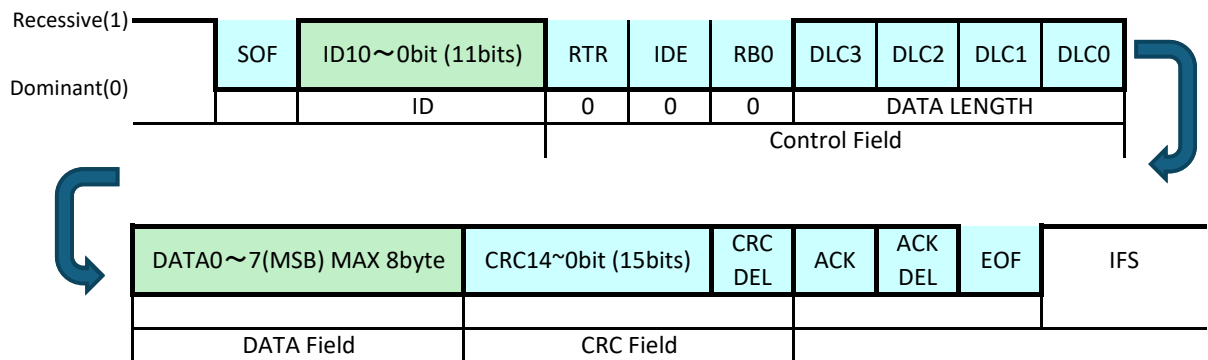 Recessive(1)
SOF ID10～0bit (11bits) RTR IDE RB0 DLC3 DLC2 DLC1 DLC0
Dominant(0)
ID 0 0 0 DATA LENGTH
Control Field
DATA0～7(MSB) MAX 8byte CRC14~0bit (15bits) CRC DEL ACK ACK DEL EOF IFS
DATA Field CRC Field